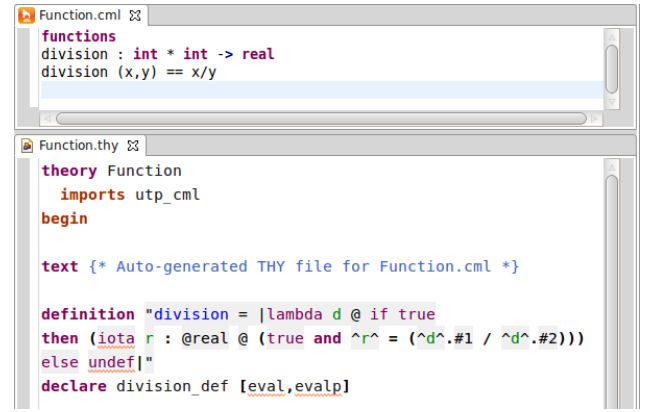 Function.cml
functions
division : int * int -> real
division (x,y) == x/y
Function.thy
theory Function
imports utp_cml
begin
text {* Auto-generated THY file for Function.cml *}
definition "division = |lambda d @ if true
then (iota r : @real @ (true and ^r^ = (^d^.#1 / ^d^.#2)))
else undef|"
declare division_def [eval,evalp]